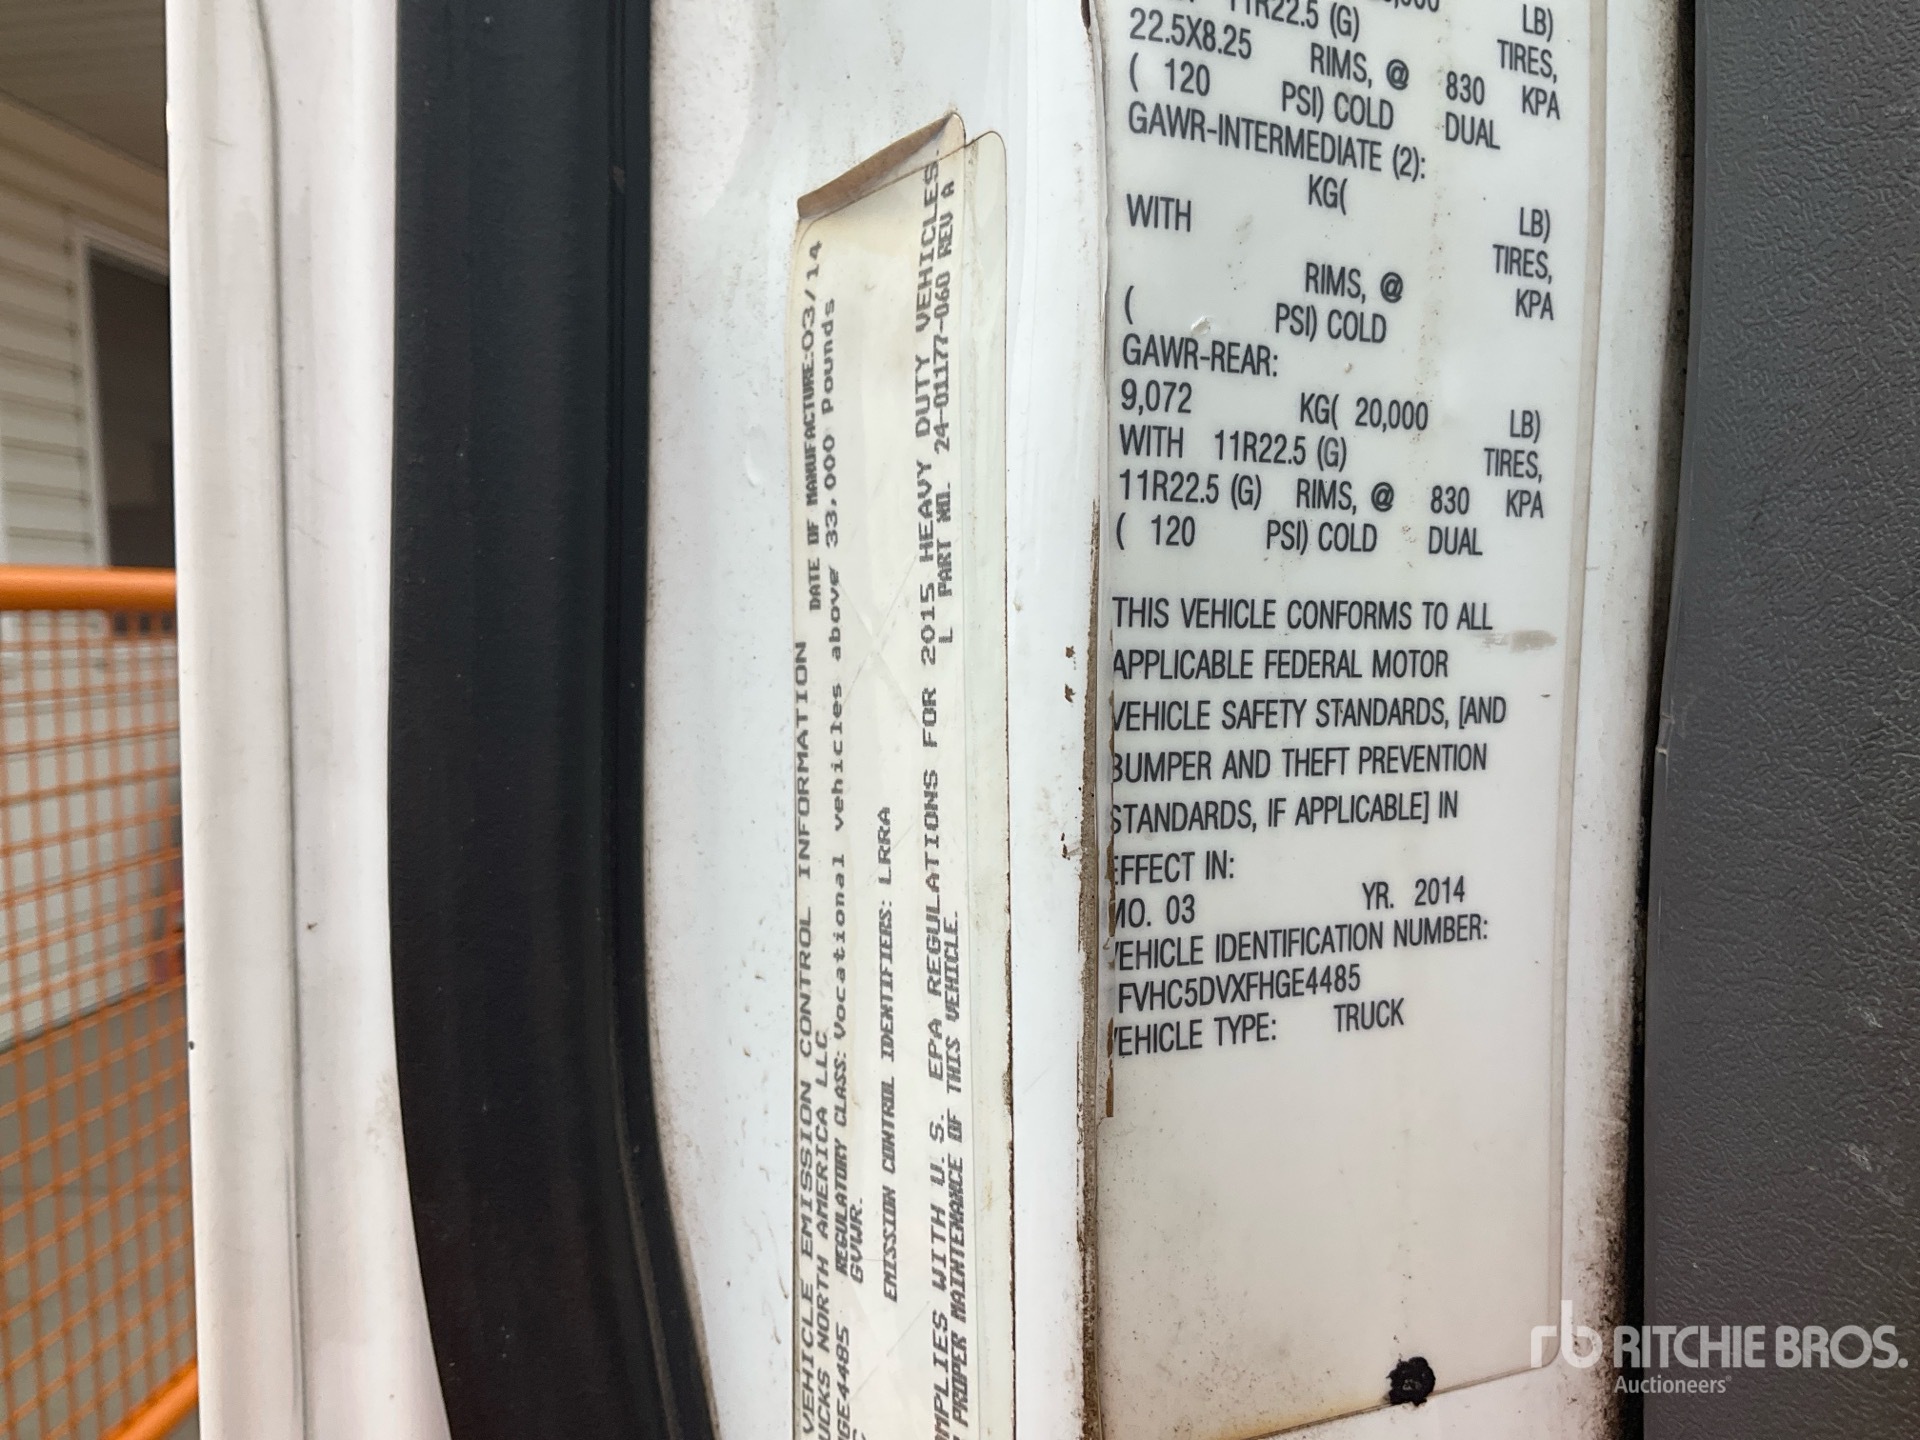 11R22.5 (G) LB)
22.5X8.25 RIMS, @ TIRES,
( 120 PSI) COLD 830 KPA
GAWR-INTERMEDIATE (2): DUAL
KG( LB)
WITH TIRES,
RIMS, @ KPA
( PSI) COLD
GAWR-REAR:
9,072 KG( 20,000 LB)
WITH 11R22.5 (G) TIRES,
11R22.5 (G) RIMS, @ 830 KPA
( 120 PSI) COLD DUAL
THIS VEHICLE CONFORMS TO ALL
APPLICABLE FEDERAL MOTOR
VEHICLE SAFETY STANDARDS, [AND
BUMPER AND THEFT PREVENTION
STANDARDS, IF APPLICABLE] IN
EFFECT IN:
MO. 03 YR. 2014
VEHICLE IDENTIFICATION NUMBER:
FVHC5DVXFHGE4485
VEHICLE TYPE: TRUCK
VEHICLE EMISSION CONTROL INFORMATION
UCKS NORTH AMERICA LLC DATE OF MANUFACTURE:03/14
GE4485 REGULATORY CLASS: Vocational vehicles above 33,000 Pounds
GVWR.
EMISSION CONTROL IDENTIFIERS: LRRA
OMPLIES WITH U.S. EPA REGULATIONS FOR 2015 HEAVY DUTY VEHICLES.
PROPER MAINTENANCE OF THIS VEHICLE. L PART NO. 24-01177-060 REV A
rb RITCHIE BROS.
Auctioneers